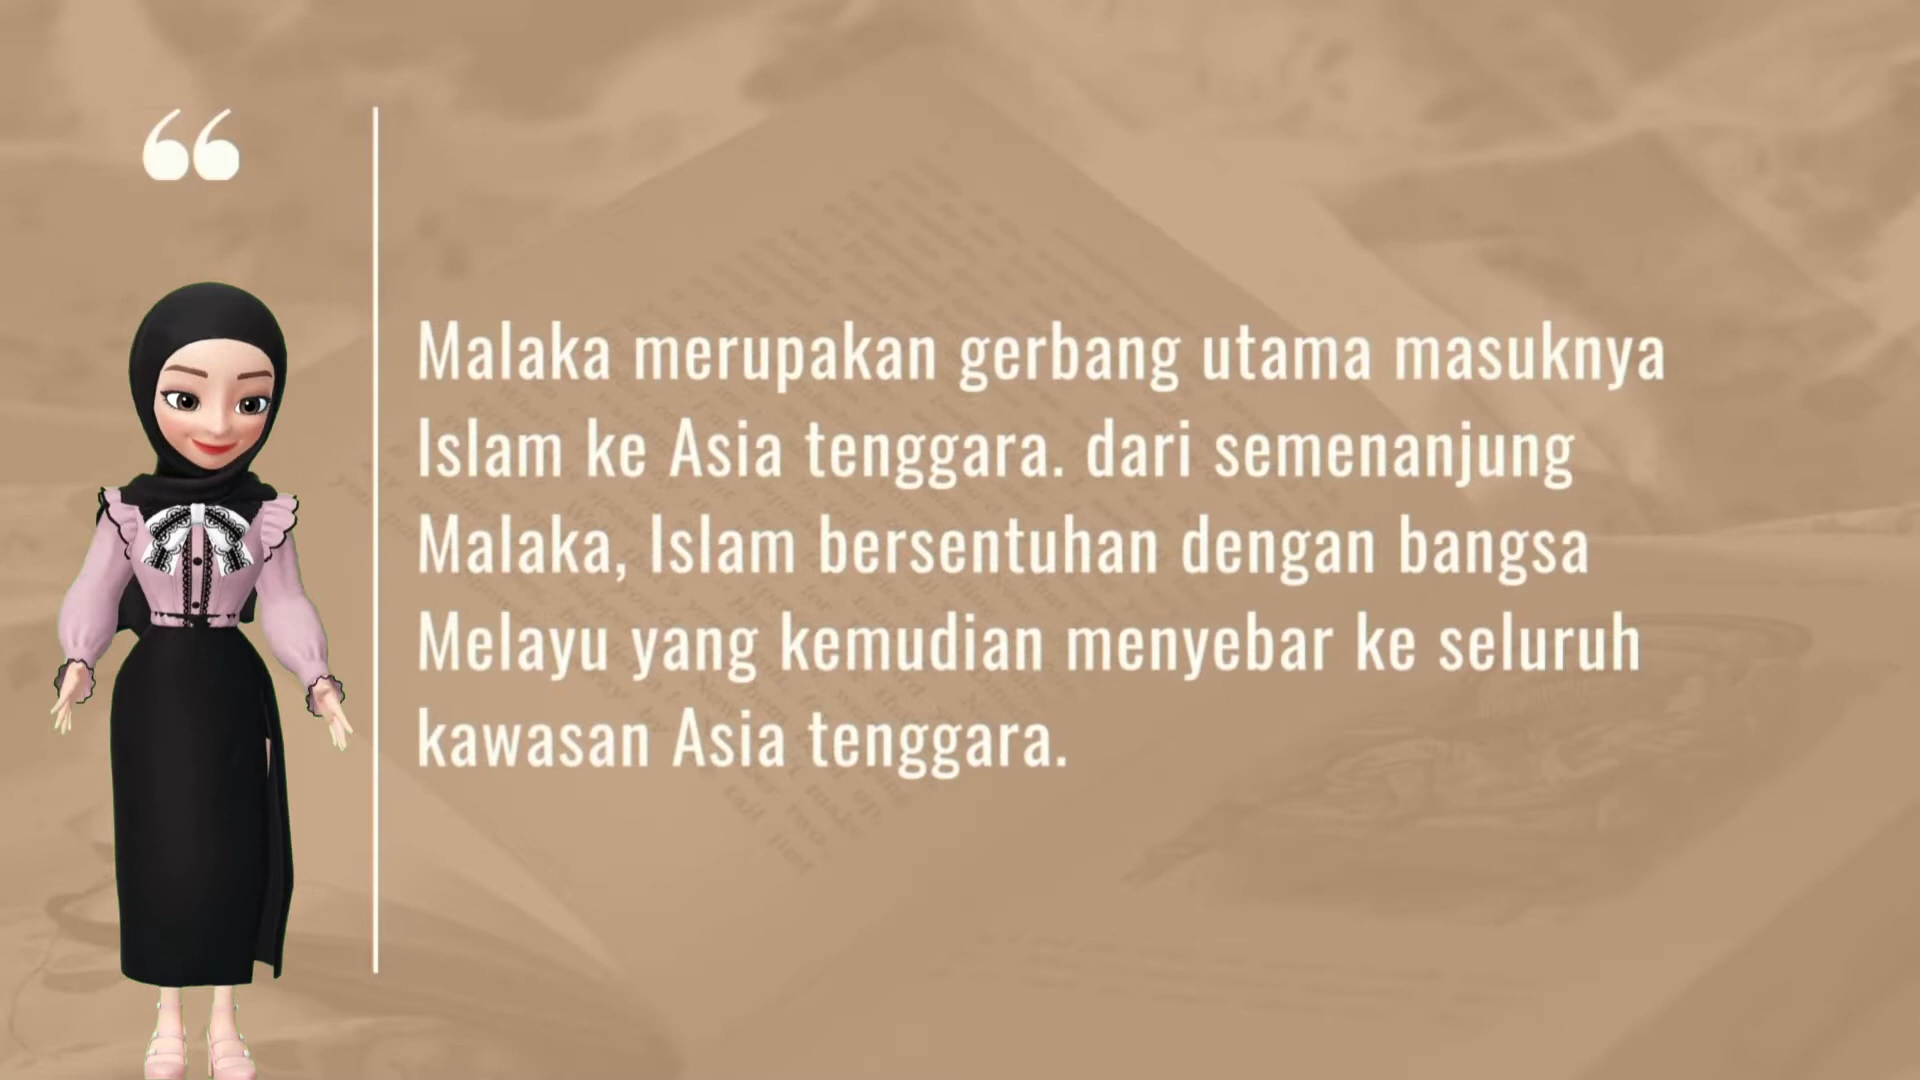 Malaka merupakan gerbang utama masuknya
Islam ke Asia tenggara. dari semenanjung
Malaka, Islam bersentuhan dengan bangsa
Melayu yang kemudian menyebar ke seluruh
kawasan Asia tenggara.